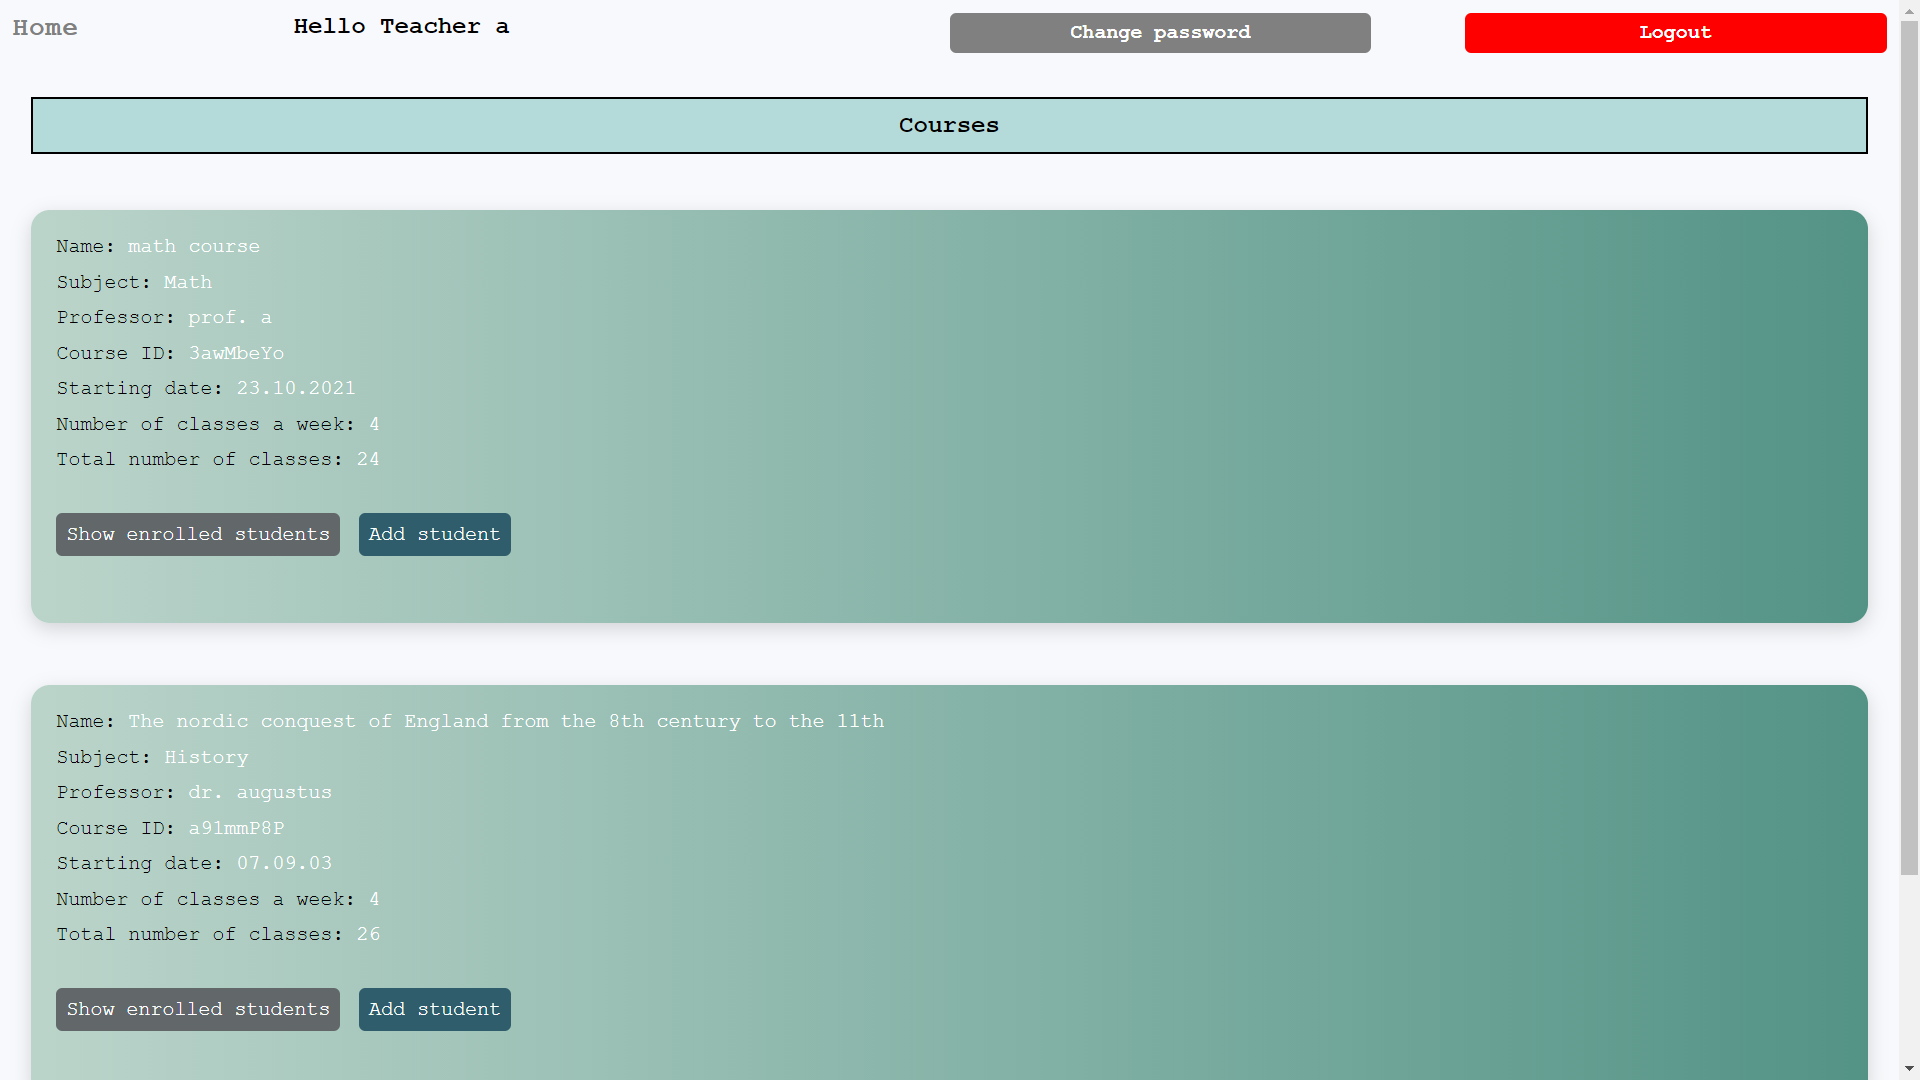 Home
Hello Teacher a
Change password
Logout
Courses
Name: math course
Subject: Math
Professor: prof. a
Course ID: 3awMbeYo
Starting date: 23.10.2021
Number of classes a week: 4
Total number of classes: 24
Show enrolled students
Add student
Name: The nordic conquest of England from the 8th century to the 11th
Subject: History
Professor: dr. augustus
Course ID: a91mmP8P
Starting date: 07.09.03
Number of classes a week: 4
Total number of classes: 26
Show enrolled students
Add student